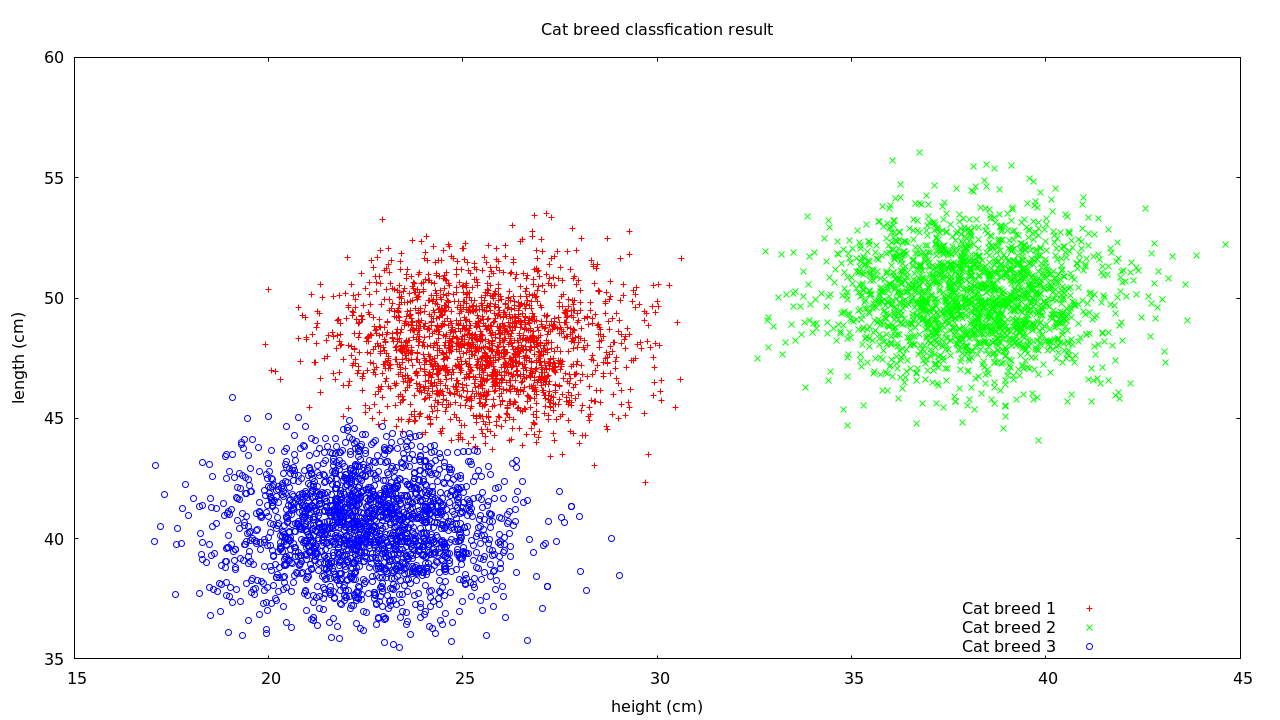 Cat breed classfication result
60
55
50
45
40
35
length (cm)
Cat breed 1
Cat breed 2
Cat breed 3
15 20 25 30 35 40 45
height (cm)